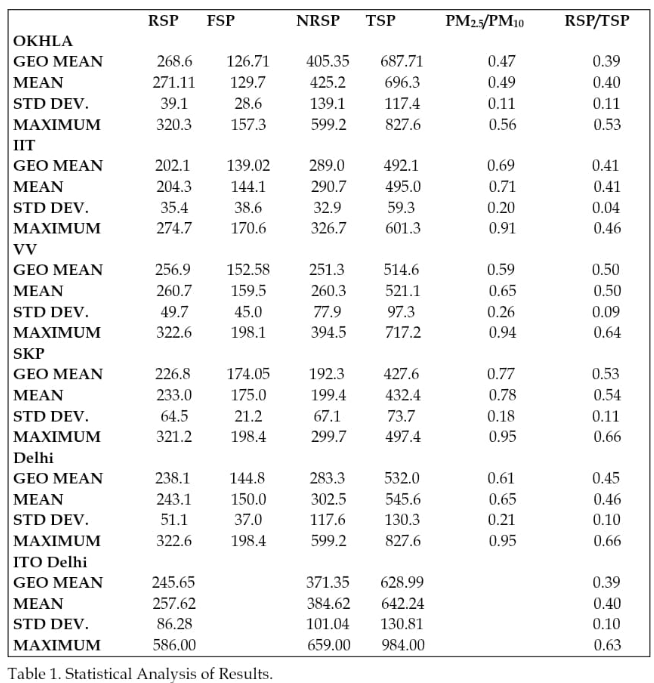 RSP FSP NRSP TSP PM2.5/PM10 RSP/TSP
OKHLA
GEO MEAN 268.6 126.71 405.35 687.71 0.47 0.39
MEAN 271.11 129.7 425.2 696.3 0.49 0.40
STD DEV. 39.1 28.6 139.1 117.4 0.11 0.11
MAXIMUM 320.3 157.3 599.2 827.6 0.56 0.53
IIT
GEO MEAN 202.1 139.02 289.0 492.1 0.69 0.41
MEAN 204.3 144.1 290.7 495.0 0.71 0.41
STD DEV. 35.4 38.6 32.9 59.3 0.20 0.04
MAXIMUM 274.7 170.6 326.7 601.3 0.91 0.46
VV
GEO MEAN 256.9 152.58 251.3 514.6 0.59 0.50
MEAN 260.7 159.5 260.3 521.1 0.65 0.50
STD DEV. 49.7 45.0 77.9 97.3 0.26 0.09
MAXIMUM 322.6 198.1 394.5 717.2 0.94 0.64
SKP
GEO MEAN 226.8 174.05 192.3 427.6 0.77 0.53
MEAN 233.0 175.0 199.4 432.4 0.78 0.54
STD DEV. 64.5 21.2 67.1 73.7 0.18 0.11
MAXIMUM 321.2 198.4 299.7 497.4 0.95 0.66
Delhi
GEO MEAN 238.1 144.8 283.3 532.0 0.61 0.45
MEAN 243.1 150.0 302.5 545.6 0.65 0.46
STD DEV. 51.1 37.0 117.6 130.3 0.21 0.10
MAXIMUM 322.6 198.4 599.2 827.6 0.95 0.66
ITO Delhi
GEO MEAN 245.65 371.35 628.99 0.39
MEAN 257.62 384.62 642.24 0.40
STD DEV. 86.28 101.04 130.81 0.10
MAXIMUM 586.00 659.00 984.00 0.63
Table 1. Statistical Analysis of Results.